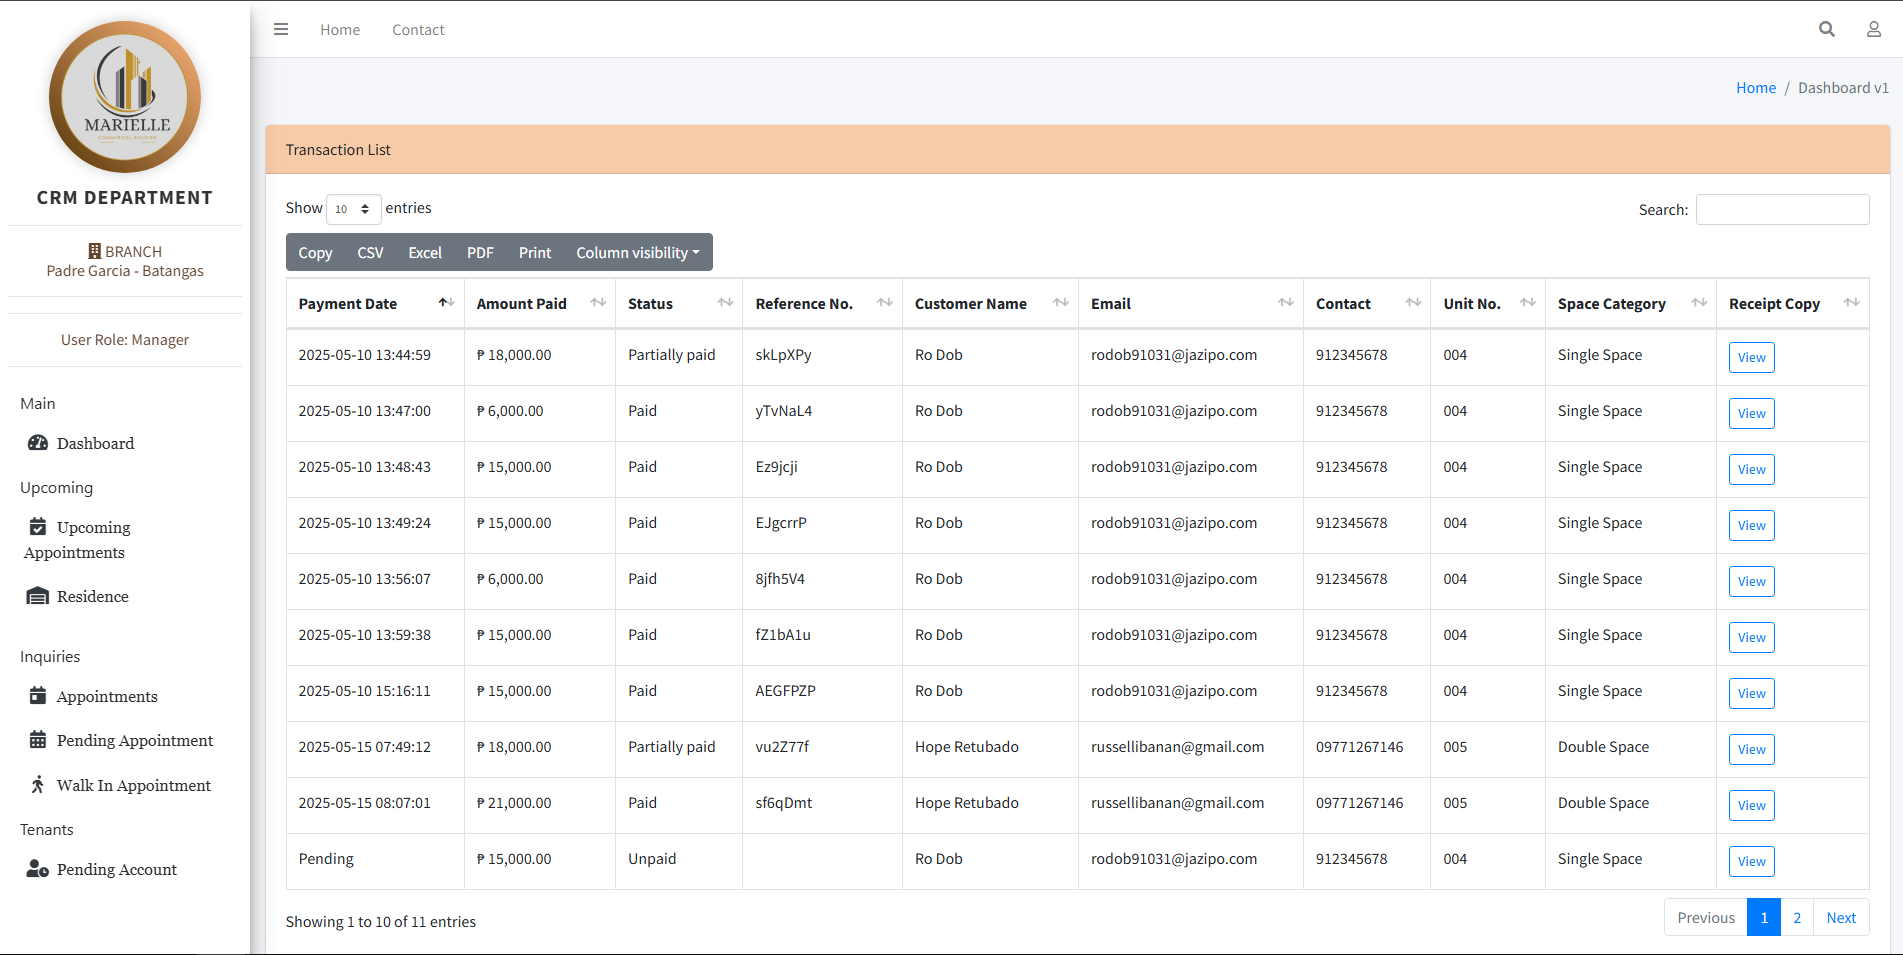 MARIELLE
COMMERCIAL BUILDING
CRM DEPARTMENT
BRANCH
Padre Garcia - Batangas
User Role: Manager
Main
Dashboard
Upcoming
Upcoming
Appointments
Residence
Inquiries
Appointments
Pending Appointment
Walk In Appointment
Tenants
Pending Account
Home Contact
Home / Dashboard v1
Transaction List
Show 10 entries Search:
Copy CSV Excel PDF Print Column visibility
Payment Date Amount Paid Status Reference No. Customer Name Email Contact Unit No. Space Category Receipt Copy
2025-05-10 13:44:59 ₱ 18,000.00 Partially paid skLpXPy Ro Dob rodob91031@jazipo.com 912345678 004 Single Space View
2025-05-10 13:47:00 ₱ 6,000.00 Paid yTvNaL4 Ro Dob rodob91031@jazipo.com 912345678 004 Single Space View
2025-05-10 13:48:43 ₱ 15,000.00 Paid Ez9jcji Ro Dob rodob91031@jazipo.com 912345678 004 Single Space View
2025-05-10 13:49:24 ₱ 15,000.00 Paid EJgcrrP Ro Dob rodob91031@jazipo.com 912345678 004 Single Space View
2025-05-10 13:56:07 ₱ 6,000.00 Paid 8jfh5V4 Ro Dob rodob91031@jazipo.com 912345678 004 Single Space View
2025-05-10 13:59:38 ₱ 15,000.00 Paid fZ1bA1u Ro Dob rodob91031@jazipo.com 912345678 004 Single Space View
2025-05-10 15:16:11 ₱ 15,000.00 Paid AEGFPZP Ro Dob rodob91031@jazipo.com 912345678 004 Single Space View
2025-05-15 07:49:12 ₱ 18,000.00 Partially paid vu2Z77f Hope Retubado russellibanan@gmail.com 09771267146 005 Double Space View
2025-05-15 08:07:01 ₱ 21,000.00 Paid sf6qDmt Hope Retubado russellibanan@gmail.com 09771267146 005 Double Space View
Pending ₱ 15,000.00 Unpaid Ro Dob rodob91031@jazipo.com 912345678 004 Single Space View
Showing 1 to 10 of 11 entries Previous 1 2 Next